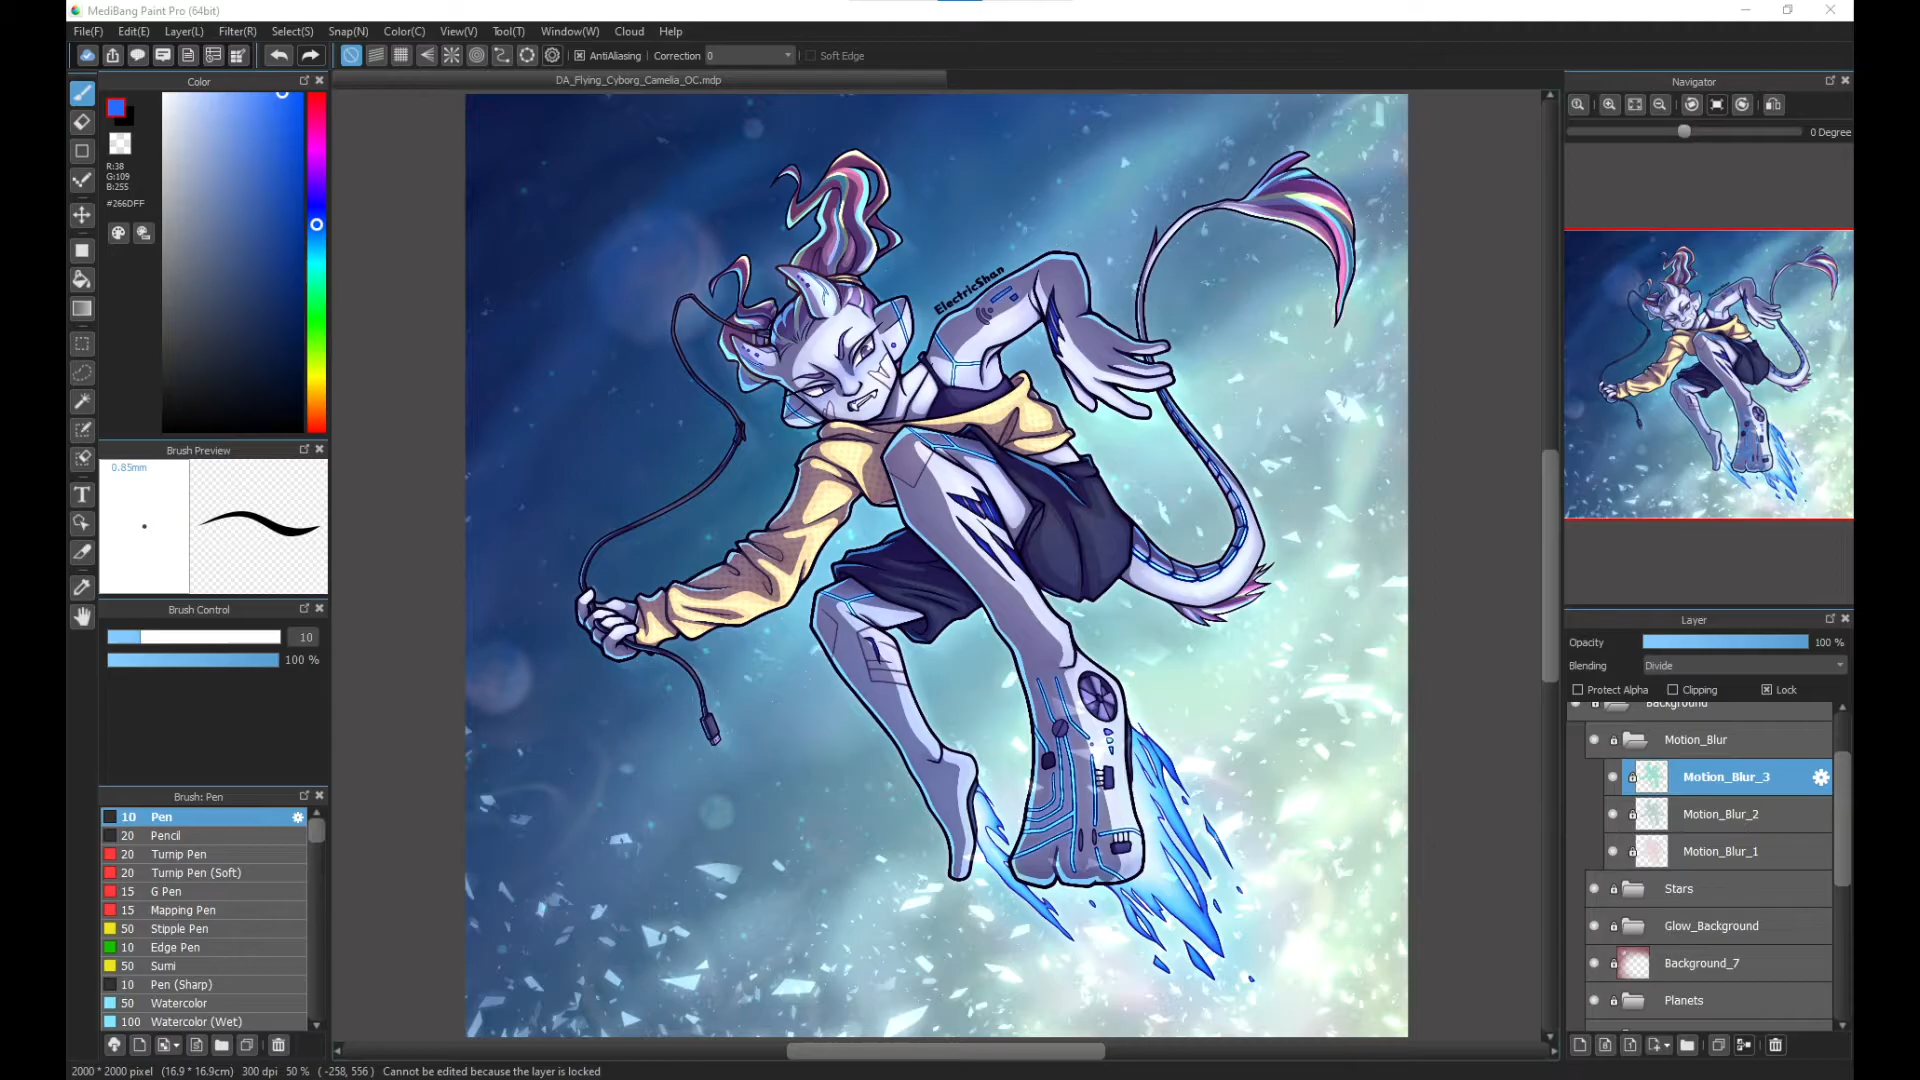 MediBang Paint Pro (64bit)
File(F) Edit(E) Layer(L) Filter(R) Select(S) Snap(N) Color(C) View(V) Tool(T) Window(W) Cloud Help
AntiAliasing Correction 0 Soft Edge
Color
DA_Flying_Cyborg_Camelia_OC.mdp
Navigator
0 Degree
R:38
G:109
B:255
#266DFF
ElectricShan
Brush Preview
0.85mm
Brush Control
10
100 %
Brush: Pen
10 Pen
20 Pencil
20 Turnip Pen
20 Turnip Pen (Soft)
15 G Pen
15 Mapping Pen
50 Stipple Pen
10 Edge Pen
50 Sumi
10 Pen (Sharp)
50 Watercolor
100 Watercolor (Wet)
Layer
Opacity 100 %
Blending Divide
Protect Alpha Clipping Lock
Background
Motion_Blur
Motion_Blur_3
Motion_Blur_2
Motion_Blur_1
Stars
Glow_Background
Background_7
Planets
2000 * 2000 pixel (16.9 * 16.9cm) 300 dpi 50 % ( -258, 556 ) Cannot be edited because the layer is locked